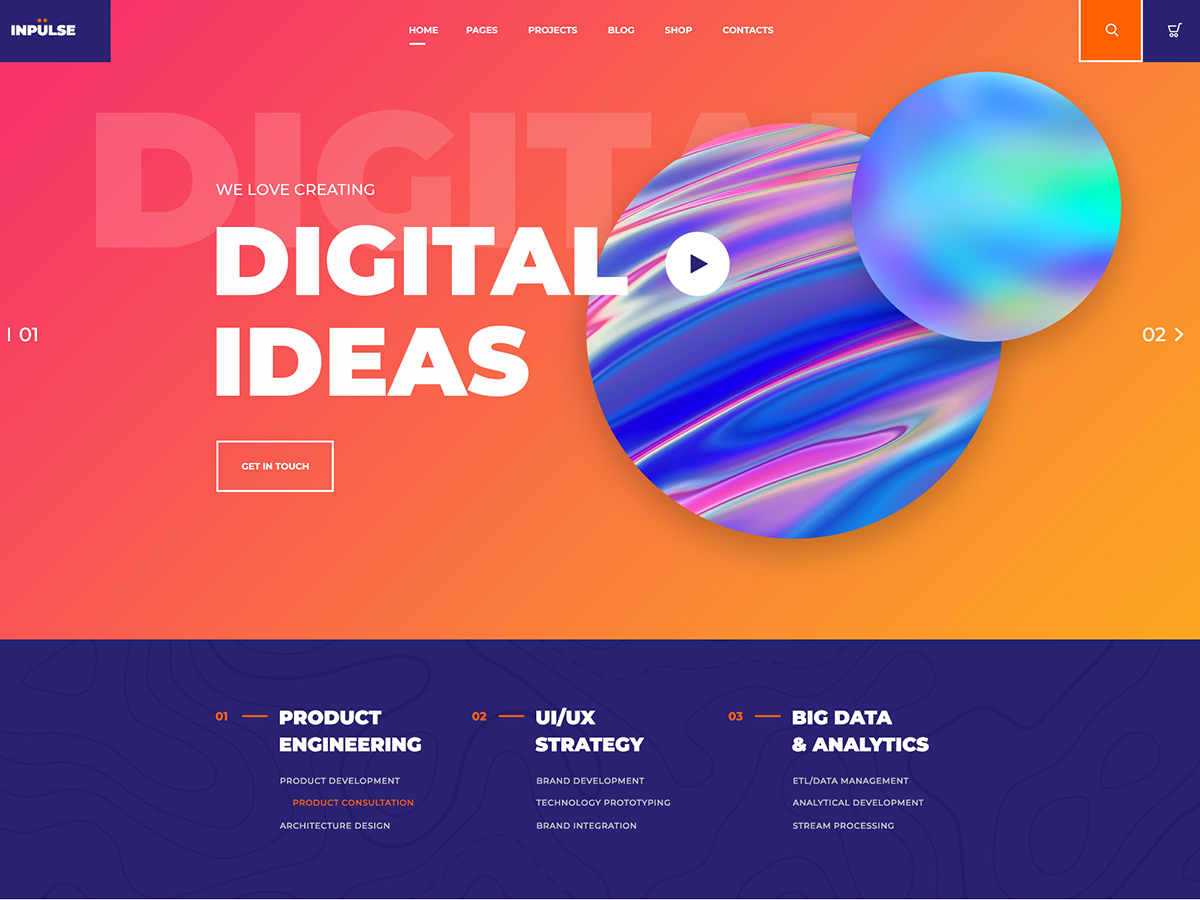 INPÜLSE
HOME PAGES PROJECTS BLOG SHOP CONTACTS
DIGITAL
WE LOVE CREATING
DIGITAL
IDEAS
01
02
GET IN TOUCH
01
PRODUCT
ENGINEERING
PRODUCT DEVELOPMENT
PRODUCT CONSULTATION
ARCHITECTURE DESIGN
02
UI/UX
STRATEGY
BRAND DEVELOPMENT
TECHNOLOGY PROTOTYPING
BRAND INTEGRATION
03
BIG DATA
& ANALYTICS
ETL/DATA MANAGEMENT
ANALYTICAL DEVELOPMENT
STREAM PROCESSING